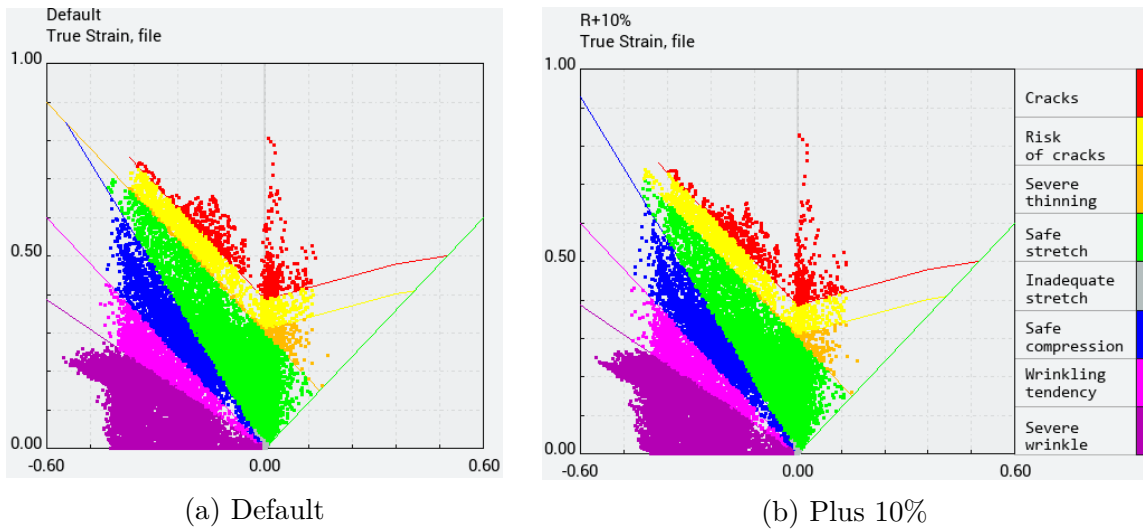 Default
True Strain, file
1.00
0.50
0.00
-0.60
0.00
0.60
(a) Default
R+10%
True Strain, file
1.00
0.50
0.00
-0.60
0.00
0.60
Cracks
Risk
of cracks
Severe
thinning
Safe
stretch
Inadequate
stretch
Safe
compression
Wrinkling
tendency
Severe
wrinkle
(b) Plus 10%